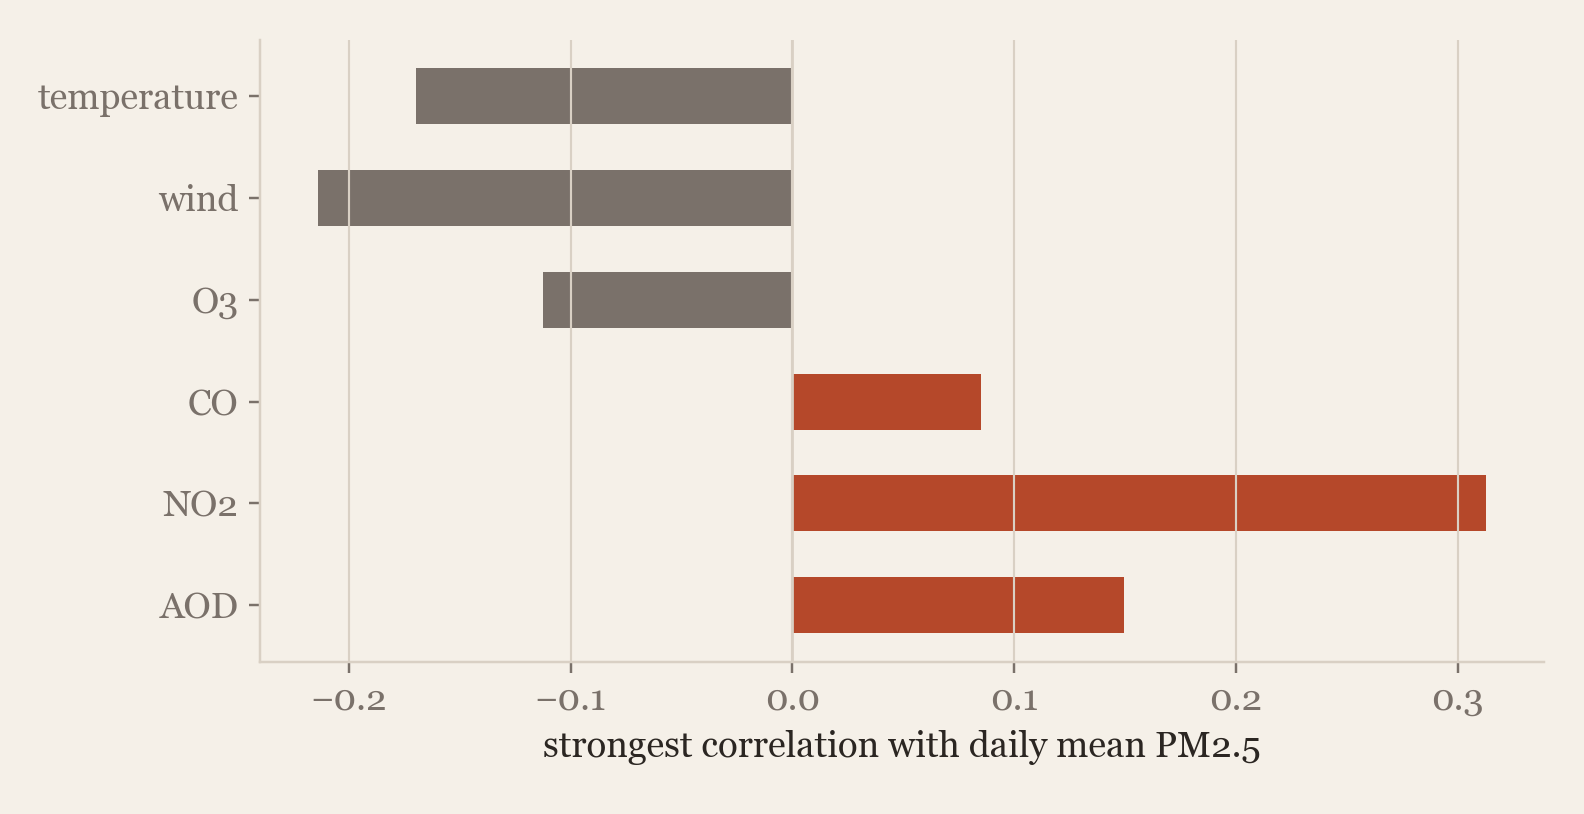 temperature
wind
O3
CO
NO2
AOD
−0.2 −0.1 0.0 0.1 0.2 0.3
strongest correlation with daily mean PM2.5